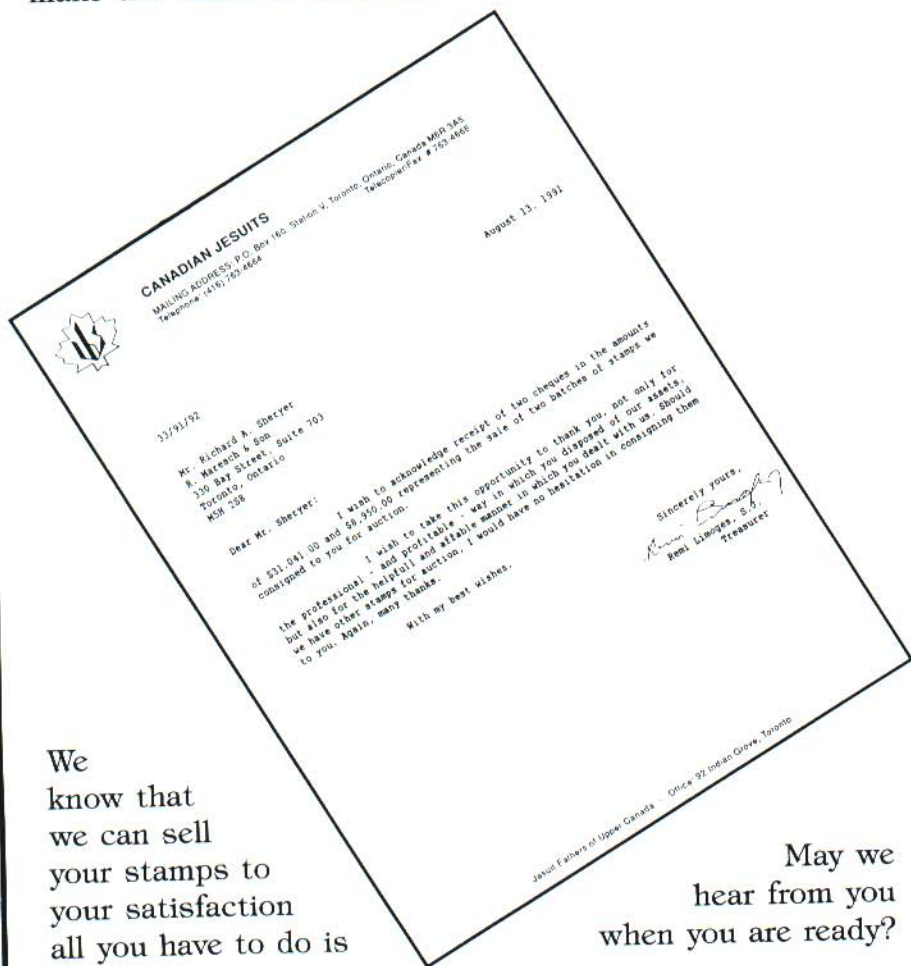 CANADIAN JESUITS
MAILING ADDRESS: P.O. Box 160, Station V, Toronto, Ontario, Canada M6R 3A5
Telephone: (416) 763-4664 Telecopier/Fax # 763-4666
August 13, 1991
33/91/92
Mr. Richard A. Sheryer
R. Maresch & Son
330 Bay Street, Suite 703
Toronto, Ontario
M5H 2S8
Dear Mr. Sheryer:
I wish to acknowledge receipt of two cheques in the amounts
of $31,041.00 and $8,950.00 representing the sale of two batches of stamps we
consigned to you for auction.
I wish to take this opportunity to thank you, not only for
the professional - and profitable - way in which you disposed of our assets,
but also for the helpfull and affable manner in which you dealt with us. Should
we have other stamps for auction, I would have no hesitation in consigning them
to you. Again, many thanks.
With my best wishes.
Sincerely yours,
Remi Limoges, S.J.
Treasurer
Jesuit Fathers of Upper Canada - Office: 92 Indian Grove, Toronto
We
know that
we can sell
your stamps to
your satisfaction
all you have to do is
May we
hear from you
when you are ready?